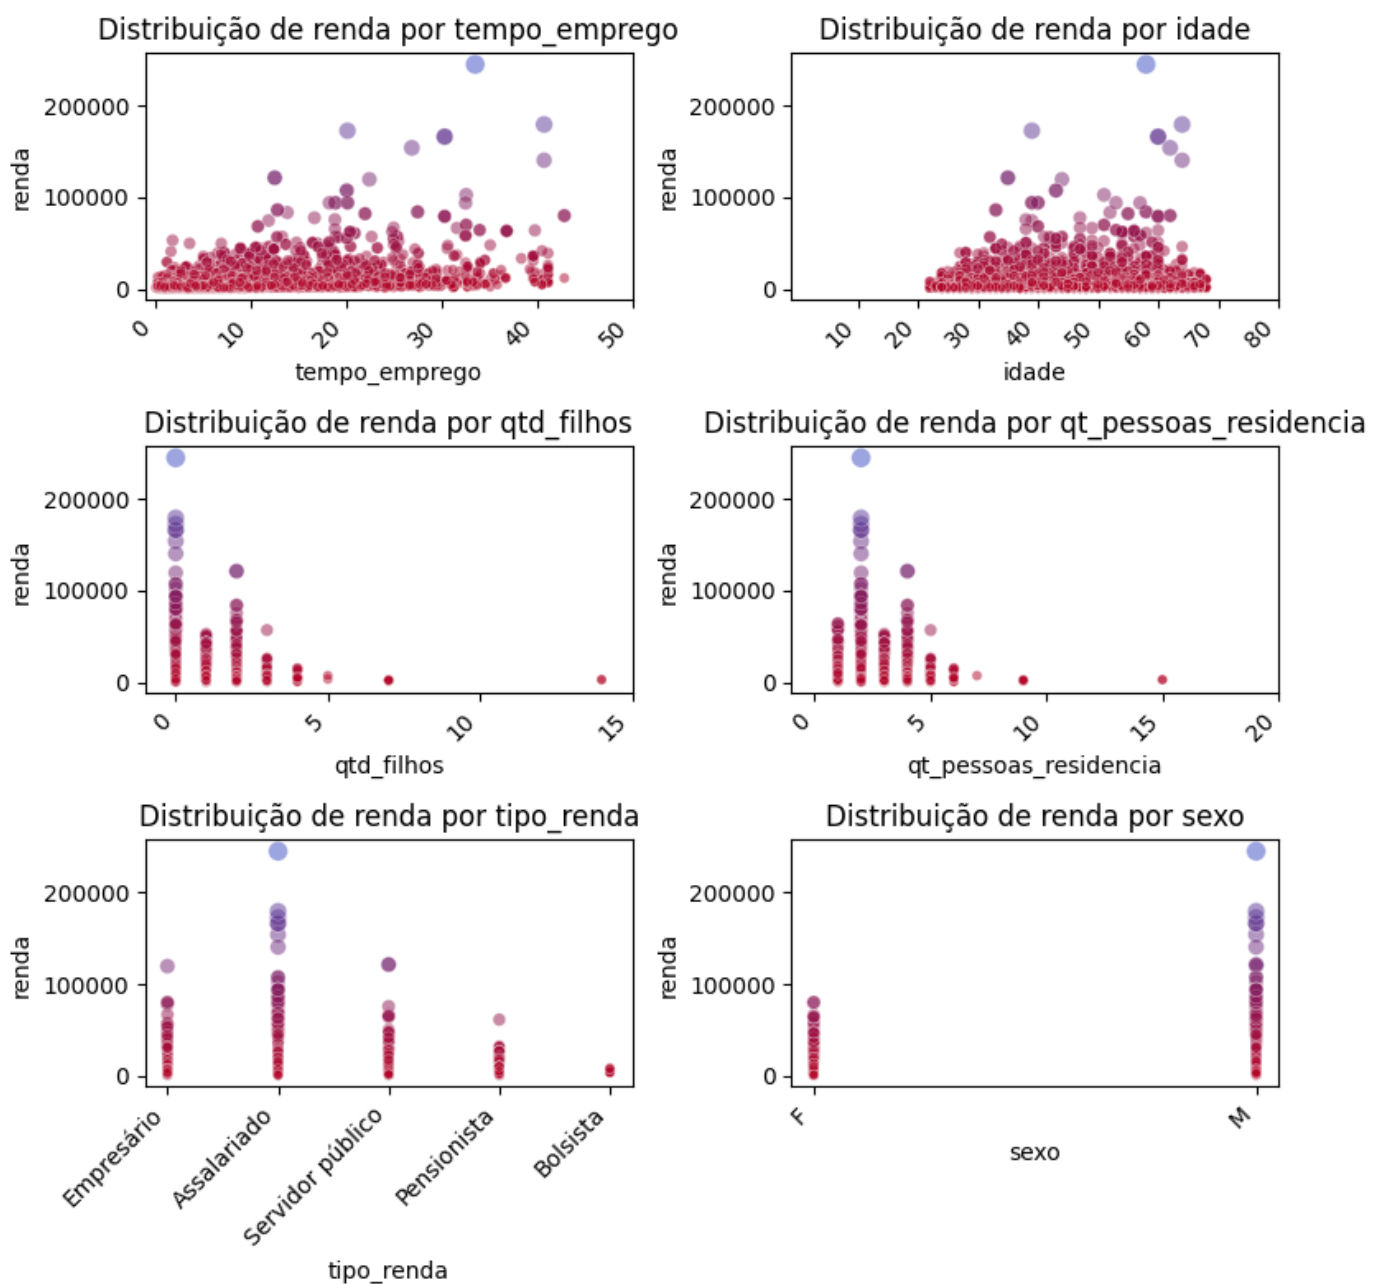 Distribuição de renda por tempo_emprego
renda
200000
100000
0
0
10
20
30
40
50
tempo_emprego
Distribuição de renda por idade
renda
200000
100000
0
10
20
30
40
50
60
70
80
idade
Distribuição de renda por qtd_filhos
renda
200000
100000
0
0
5
10
15
qtd_filhos
Distribuição de renda por qt_pessoas_residencia
renda
200000
100000
0
0
5
10
15
20
qt_pessoas_residencia
Distribuição de renda por tipo_renda
renda
200000
100000
0
Empresário
Assalariado
Servidor público
Pensionista
Bolsista
tipo_renda
Distribuição de renda por sexo
renda
200000
100000
0
F
M
sexo